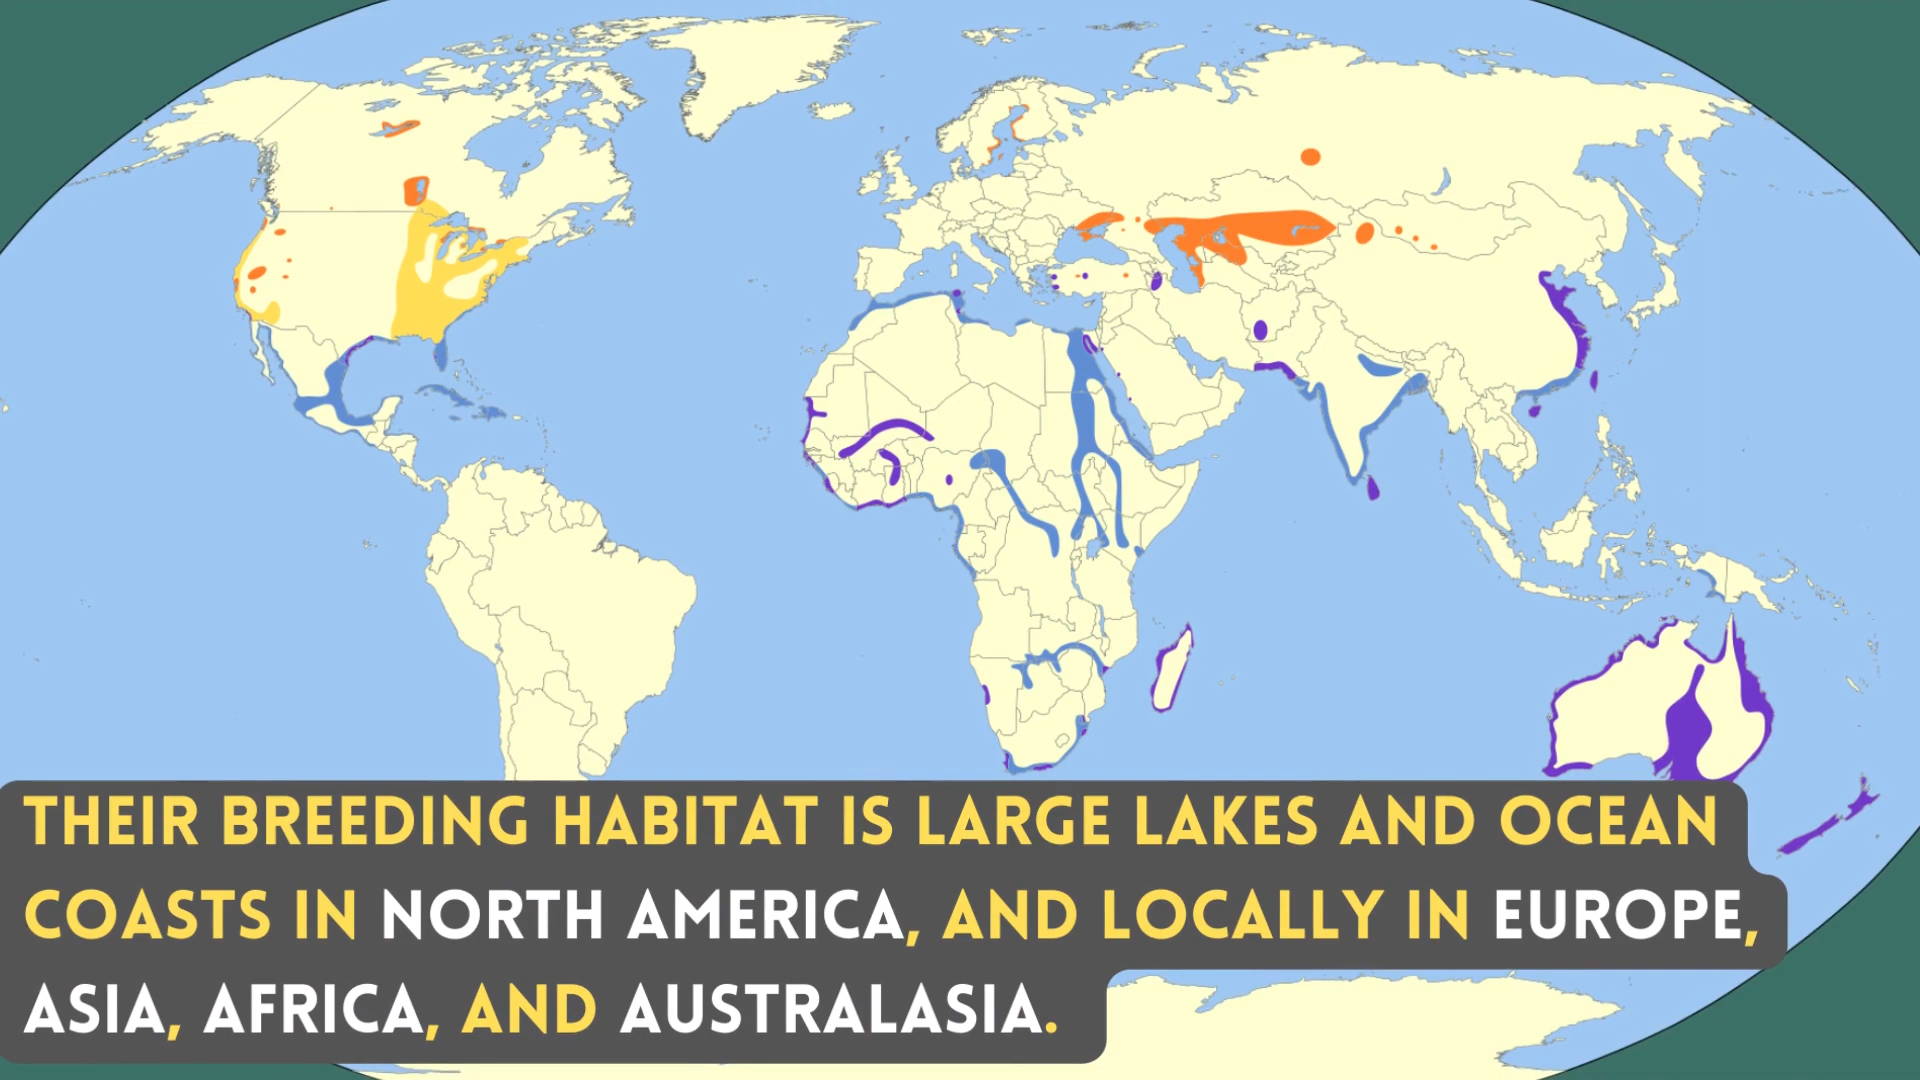 THEIR BREEDING HABITAT IS LARGE LAKES AND OCEAN
COASTS IN NORTH AMERICA, AND LOCALLY IN EUROPE,
ASIA, AFRICA, AND AUSTRALASIA.